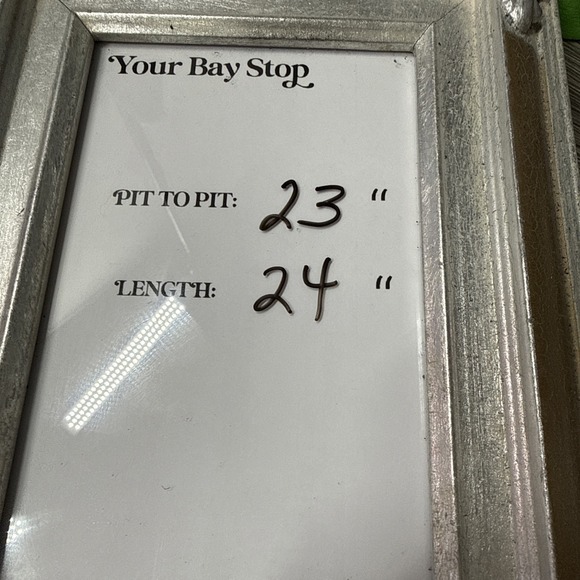 Your Bay Stop
PIT TO PIT: 23 "
LENGTH: 24 "